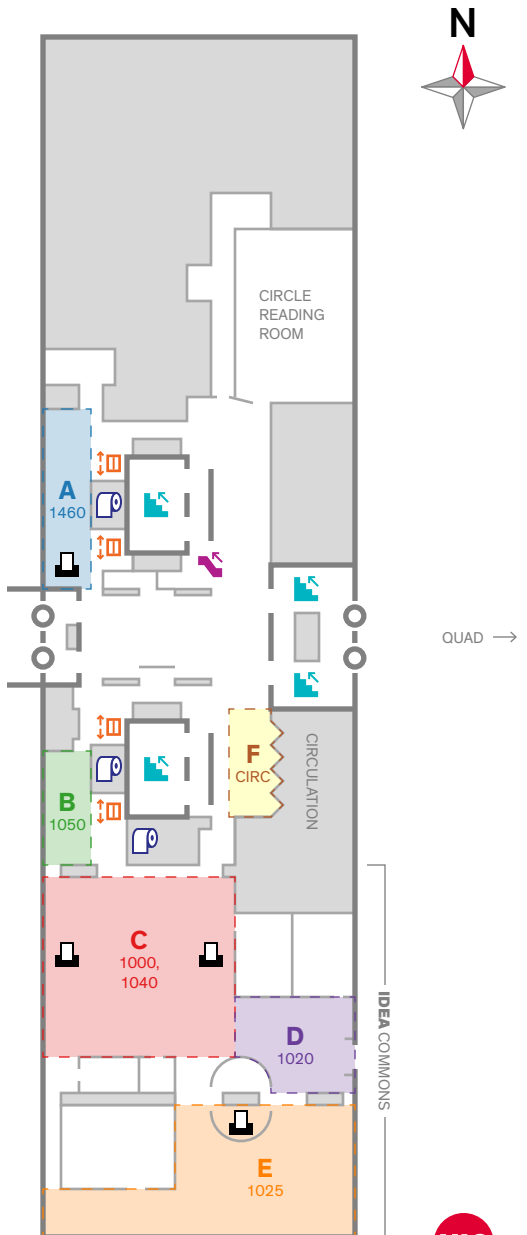 N
CIRCLE
READING
ROOM
A
1460
QUAD
F
CIRC
CIRCULATION
B
1050
C
1000,
1040
IDEA COMMONS
D
1020
E
1025